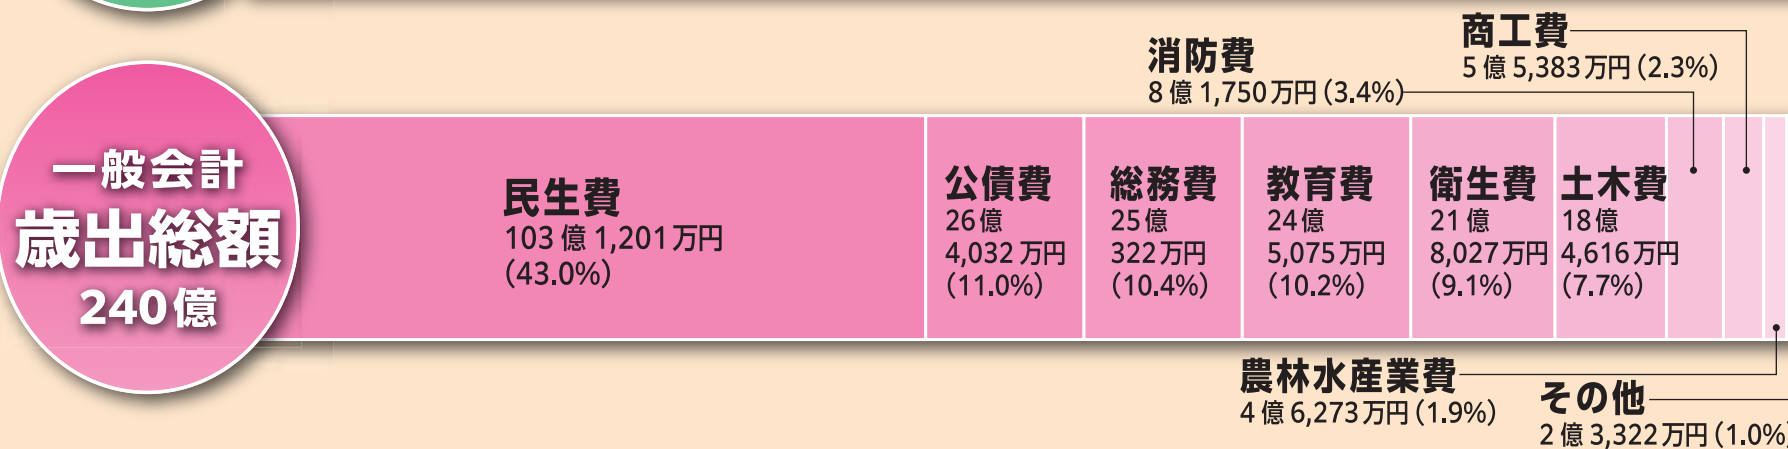 一般会計
歳出総額
240億
民生費
103億1,201万円
(43.0%)
公債費
26億
4,032万円
(11.0%)
総務費
25億
322万円
(10.4%)
教育費
24億
5,075万円
(10.2%)
衛生費
21億
8,027万円
(9.1%)
土木費
18億
4,616万円
(7.7%)
消防費
8億1,750万円(3.4%)
商工費
5億5,383万円(2.3%)
農林水産業費
4億6,273万円(1.9%)
その他
2億3,322万円(1.0%)